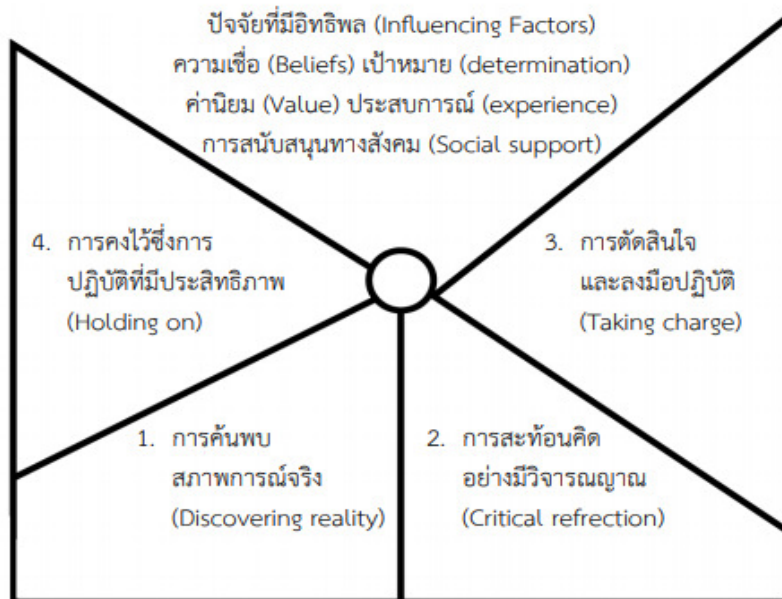 ปัจจัยที่มีอิทธิพล (Influencing Factors)
ความเชื่อ (Beliefs) เป้าหมาย (determination)
ค่านิยม (Value) ประสบการณ์ (experience)
การสนับสนุนทางสังคม (Social support)
4. การคงไว้ซึ่งการ
ปฏิบัติที่มีประสิทธิภาพ
(Holding on)
3. การตัดสินใจ
และลงมือปฏิบัติ
(Taking charge)
1. การค้นพบ
สภาพการณ์จริง
(Discovering reality)
2. การสะท้อนคิด
อย่างมีวิจารณญาณ
(Critical refrection)